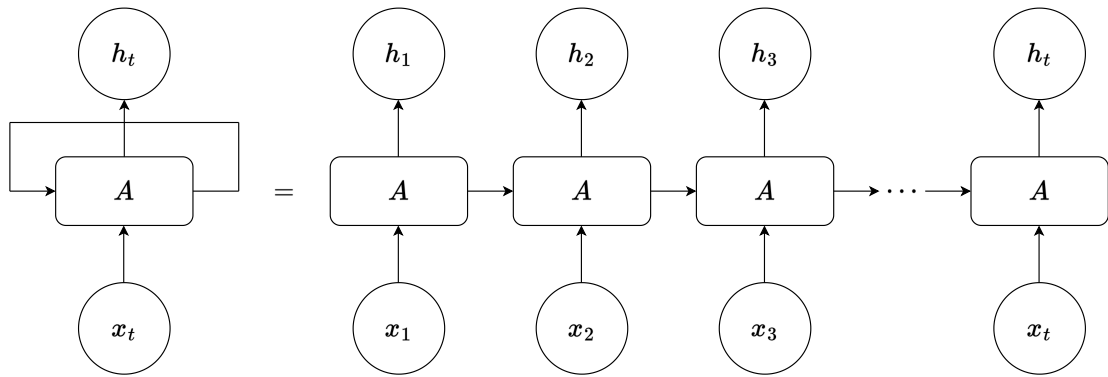 h_t h_1 h_2 h_3 h_t
A = A A A ⋯ A
x_t x_1 x_2 x_3 x_t